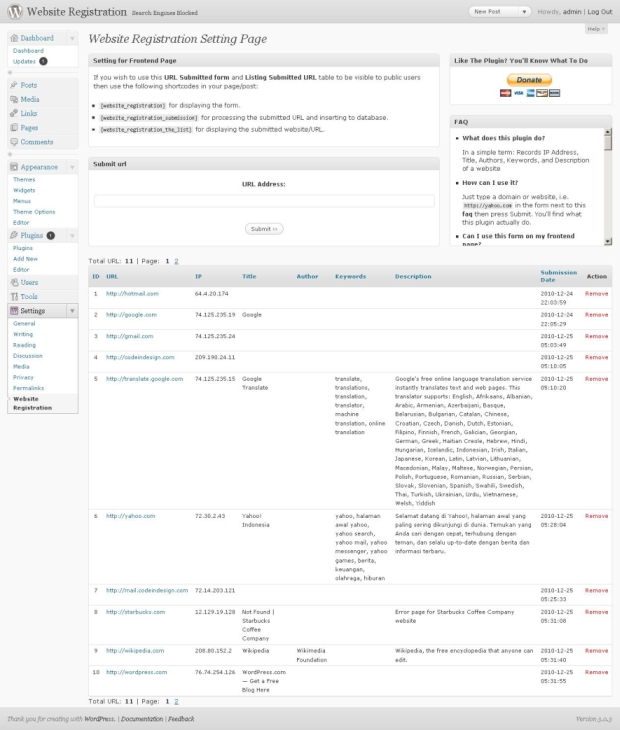 Website Registration Search Engines Blocked
New Post
Howdy, admin | Log Out
Help
Dashboard
Dashboard
Updates 1
Posts
Media
Links
Pages
Comments
Appearance
Themes
Widgets
Menus
Theme Options
Editor
Plugins 1
Plugins
Add New
Editor
Users
Tools
Settings
General
Writing
Reading
Discussion
Media
Privacy
Permalinks
Website
Registration
Website Registration Setting Page
Setting for Frontend Page
If you wish to use this URL Submitted form and Listing Submitted URL table to be visible to public users
then use the following shortcodes in your page/post:
[website_registration] for displaying the form.
[website_registration_submission] for processing the submitted URL and inserting to database.
[website_registration_the_list] for displaying the submitted website/URL.
Submit url
URL Address:
Submit ››
Like The Plugin? You'll Know What To Do
Donate
FAQ
What does this plugin do?
In a simple term: Records IP Address,
Title, Authors, Keywords, and Description
of a website
How can I use it?
Just type a domain or website, i.e.
http://yahoo.com in the form next to this
faq then press Submit. You'll find what
this plugin actually do.
Can I use this form on my frontend
page?
Total URL: 11 | Page: 1 2
ID URL IP Title Author Keywords Description Submission Date Action
1 http://hotmail.com 64.4.20.174 2010-12-24 22:03:59 Remove
2 http://google.com 74.125.235.19 Google 2010-12-24 22:05:29 Remove
3 http://gmail.com 74.125.235.24 2010-12-25 05:03:49 Remove
4 http://codeindesign.com 209.190.24.11 2010-12-25 05:10:05 Remove
5 http://translate.google.com 74.125.235.15 Google Translate
translate,
translations,
translation,
translator,
machine
translation, online
translation
Google's free online language translation service
instantly translates text and web pages. This
translator supports: English, Afrikaans, Albanian,
Arabic, Armenian, Azerbaijani, Basque,
Belarusian, Bulgarian, Catalan, Chinese,
Croatian, Czech, Danish, Dutch, Estonian,
Filipino, Finnish, French, Galician, Georgian,
German, Greek, Haitian Creole, Hebrew, Hindi,
Hungarian, Icelandic, Indonesian, Irish, Italian,
Japanese, Korean, Latin, Latvian, Lithuanian,
Macedonian, Malay, Maltese, Norwegian, Persian,
Polish, Portuguese, Romanian, Russian, Serbian,
Slovak, Slovenian, Spanish, Swahili, Swedish,
Thai, Turkish, Ukrainian, Urdu, Vietnamese,
Welsh, Yiddish
2010-12-25 05:10:20 Remove
6 http://yahoo.com 72.30.2.43 Yahoo! Indonesia
yahoo, halaman
awal yahoo,
yahoo search,
yahoo mail, yahoo
messenger, yahoo
games, berita,
keuangan,
olahraga, hiburan
Selamat datang di Yahoo!, halaman awal yang
paling sering dikunjungi di dunia. Temukan yang
Anda cari dengan cepat, terhubung dengan
teman, dan selalu up-to-date dengan berita dan
informasi terbaru.
2010-12-25 05:28:04 Remove
7 http://mail.codeindesign.com 72.14.203.121 2010-12-25 05:25:33 Remove
8 http://starbucks.com 12.129.19.128 Not Found | Starbucks Coffee Company
Error page for Starbucks Coffee Company
website
2010-12-25 05:31:08 Remove
9 http://wikipedia.com 208.80.152.2 Wikipedia Wikimedia Foundation
Wikipedia, the free encyclopedia that anyone can
edit.
2010-12-25 05:31:40 Remove
10 http://wordpress.com 76.74.254.126 WordPress.com — Get a Free Blog Here 2010-12-25 05:31:55 Remove
Total URL: 11 | Page: 1 2
Thank you for creating with WordPress. | Documentation | Feedback
Version 3.0.3